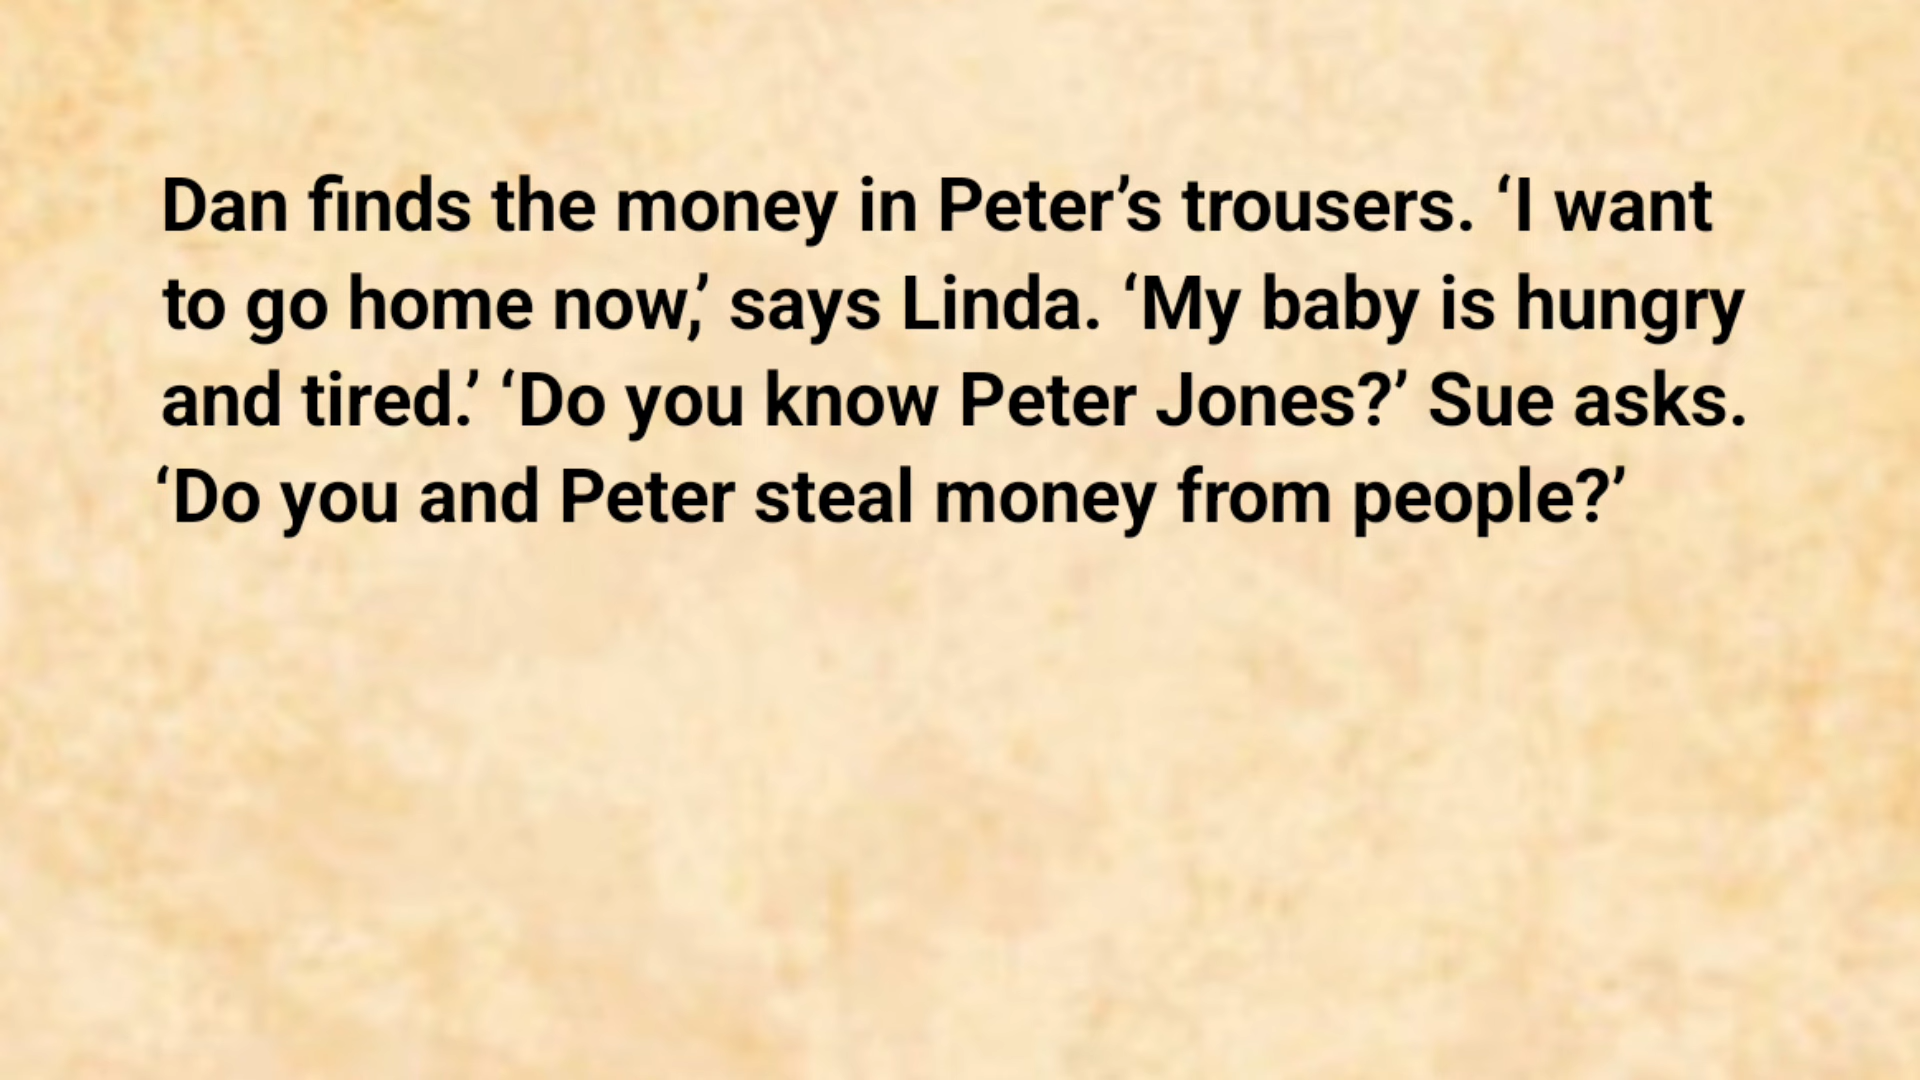 Dan finds the money in Peter’s trousers. ‘I want
to go home now,’ says Linda. ‘My baby is hungry
and tired.’ ‘Do you know Peter Jones?’ Sue asks.
‘Do you and Peter steal money from people?’